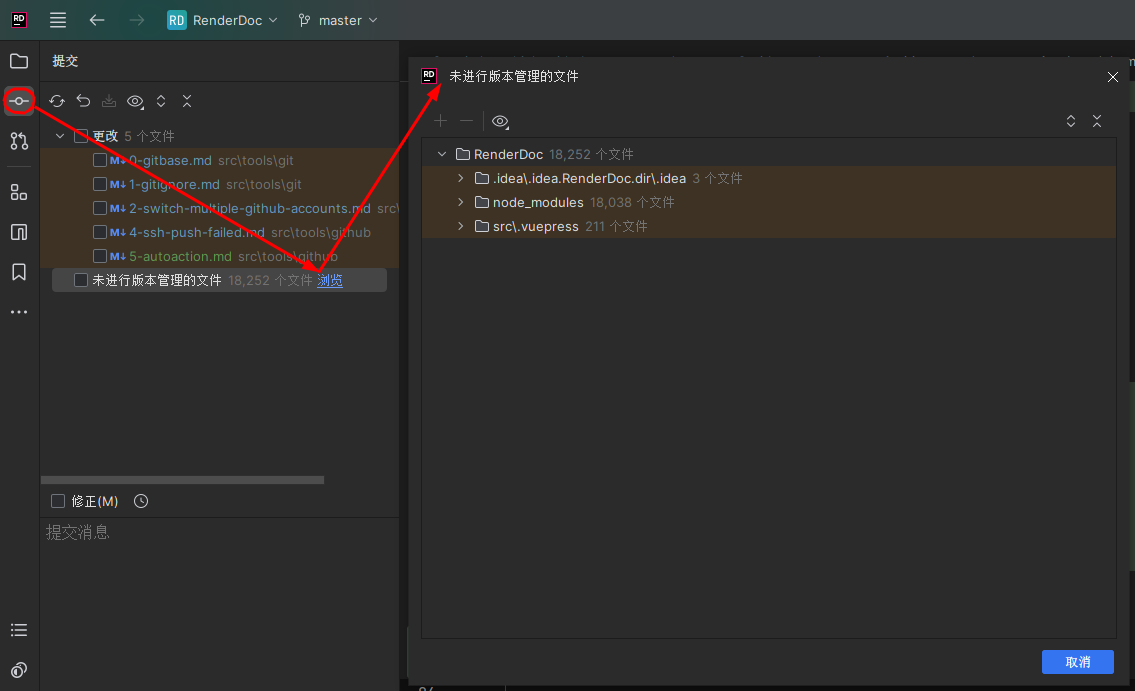 RD RD RenderDoc master
提交
更改 5 个文件
M↓ 0-gitbase.md src\tools\git
M↓ 1-gitignore.md src\tools\git
M↓ 2-switch-multiple-github-accounts.md src\
M↓ 4-ssh-push-failed.md src\tools\github
M↓ 5-autoaction.md src\tools\github
未进行版本管理的文件 18,252 个文件 浏览
修正(M)
提交消息
RD 未进行版本管理的文件
RenderDoc 18,252 个文件
.idea\.idea.RenderDoc.dir\.idea 3 个文件
node_modules 18,038 个文件
src\.vuepress 211 个文件
取消